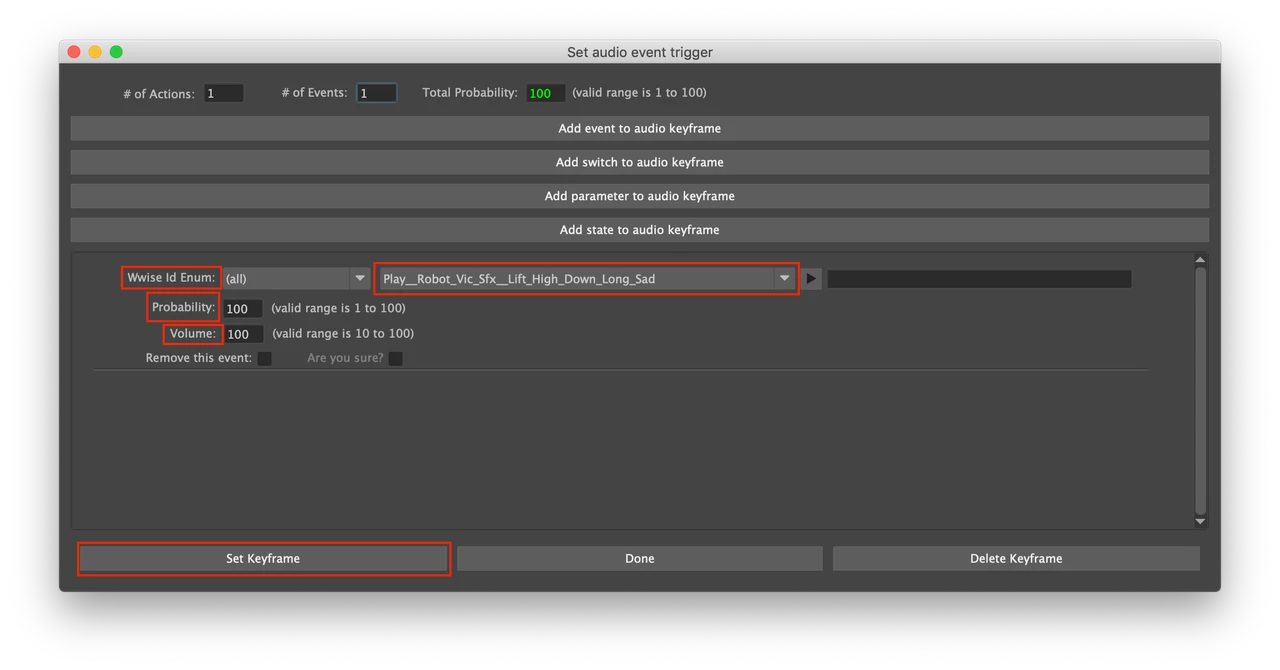 Set audio event trigger
# of Actions: 1 # of Events: 1 Total Probability: 100 (valid range is 1 to 100)
Add event to audio keyframe
Add switch to audio keyframe
Add parameter to audio keyframe
Add state to audio keyframe
Wwise Id Enum: (all) Play__Robot_Vic_Sfx__Lift_High_Down_Long_Sad
Probability: 100 (valid range is 1 to 100)
Volume: 100 (valid range is 10 to 100)
Remove this event: Are you sure?
Set Keyframe Done Delete Keyframe